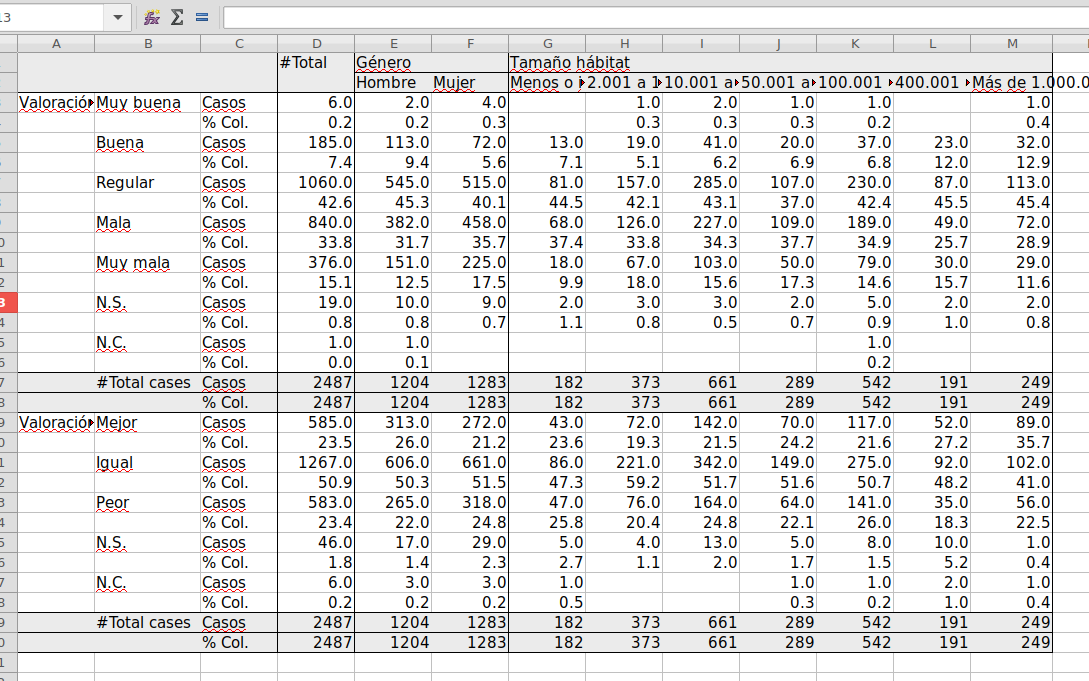 13
A B C D E F G H I J K L M
#Total Género Tamaño hábitat
Hombre Mujer Menos o i 2.001 a 1 10.001 a 50.001 a 100.001 400.001 Más de 1.000.0
Valoración Muy buena Casos 6.0 2.0 4.0 1.0 2.0 1.0 1.0 1.0
% Col. 0.2 0.2 0.3 0.3 0.3 0.3 0.2 0.4
Buena Casos 185.0 113.0 72.0 13.0 19.0 41.0 20.0 37.0 23.0 32.0
% Col. 7.4 9.4 5.6 7.1 5.1 6.2 6.9 6.8 12.0 12.9
Regular Casos 1060.0 545.0 515.0 81.0 157.0 285.0 107.0 230.0 87.0 113.0
% Col. 42.6 45.3 40.1 44.5 42.1 43.1 37.0 42.4 45.5 45.4
Mala Casos 840.0 382.0 458.0 68.0 126.0 227.0 109.0 189.0 49.0 72.0
% Col. 33.8 31.7 35.7 37.4 33.8 34.3 37.7 34.9 25.7 28.9
Muy mala Casos 376.0 151.0 225.0 18.0 67.0 103.0 50.0 79.0 30.0 29.0
% Col. 15.1 12.5 17.5 9.9 18.0 15.6 17.3 14.6 15.7 11.6
N.S. Casos 19.0 10.0 9.0 2.0 3.0 3.0 2.0 5.0 2.0 2.0
% Col. 0.8 0.8 0.7 1.1 0.8 0.5 0.7 0.9 1.0 0.8
N.C. Casos 1.0 1.0 1.0
% Col. 0.0 0.1 0.2
#Total cases Casos 2487 1204 1283 182 373 661 289 542 191 249
% Col. 2487 1204 1283 182 373 661 289 542 191 249
Valoración Mejor Casos 585.0 313.0 272.0 43.0 72.0 142.0 70.0 117.0 52.0 89.0
% Col. 23.5 26.0 21.2 23.6 19.3 21.5 24.2 21.6 27.2 35.7
Igual Casos 1267.0 606.0 661.0 86.0 221.0 342.0 149.0 275.0 92.0 102.0
% Col. 50.9 50.3 51.5 47.3 59.2 51.7 51.6 50.7 48.2 41.0
Peor Casos 583.0 265.0 318.0 47.0 76.0 164.0 64.0 141.0 35.0 56.0
% Col. 23.4 22.0 24.8 25.8 20.4 24.8 22.1 26.0 18.3 22.5
N.S. Casos 46.0 17.0 29.0 5.0 4.0 13.0 5.0 8.0 10.0 1.0
% Col. 1.8 1.4 2.3 2.7 1.1 2.0 1.7 1.5 5.2 0.4
N.C. Casos 6.0 3.0 3.0 1.0 1.0 1.0 2.0 1.0
% Col. 0.2 0.2 0.2 0.5 0.3 0.2 1.0 0.4
#Total cases Casos 2487 1204 1283 182 373 661 289 542 191 249
% Col. 2487 1204 1283 182 373 661 289 542 191 249